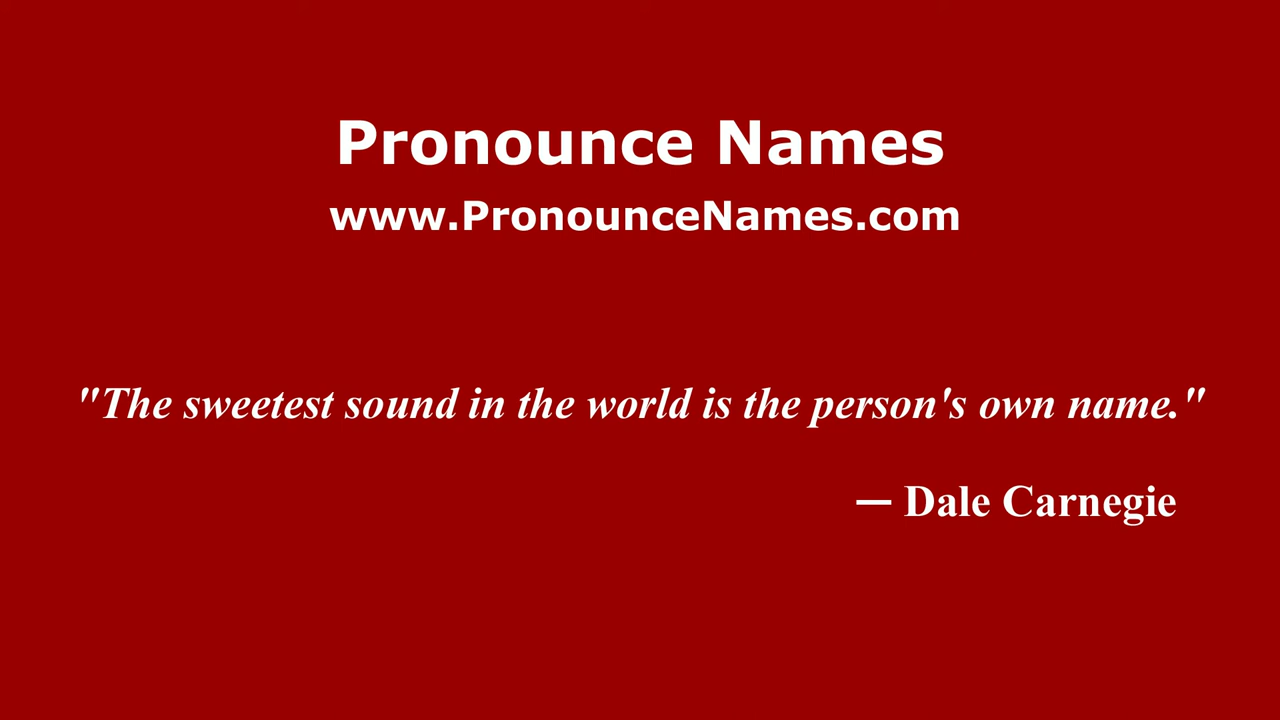 Pronounce Names
www.PronounceNames.com
"The sweetest sound in the world is the person's own name."
— Dale Carnegie